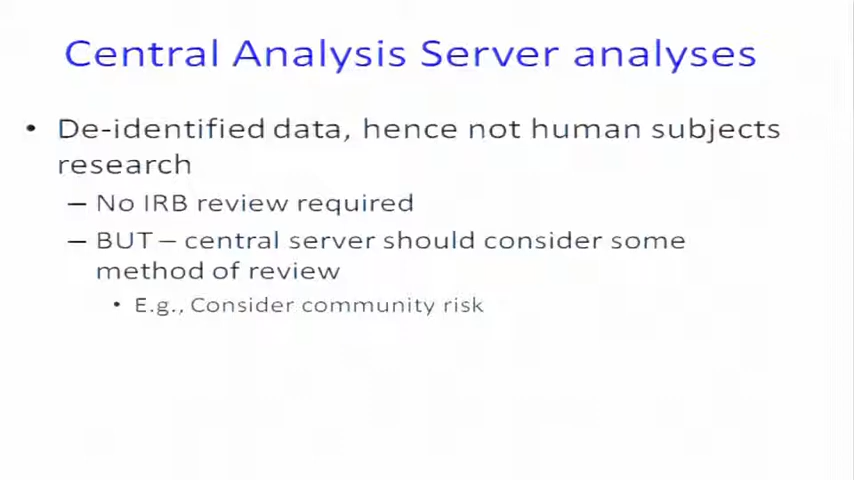 Central Analysis Server analyses
• De-identified data, hence not human subjects
research
– No IRB review required
– BUT – central server should consider some
method of review
• E.g., Consider community risk